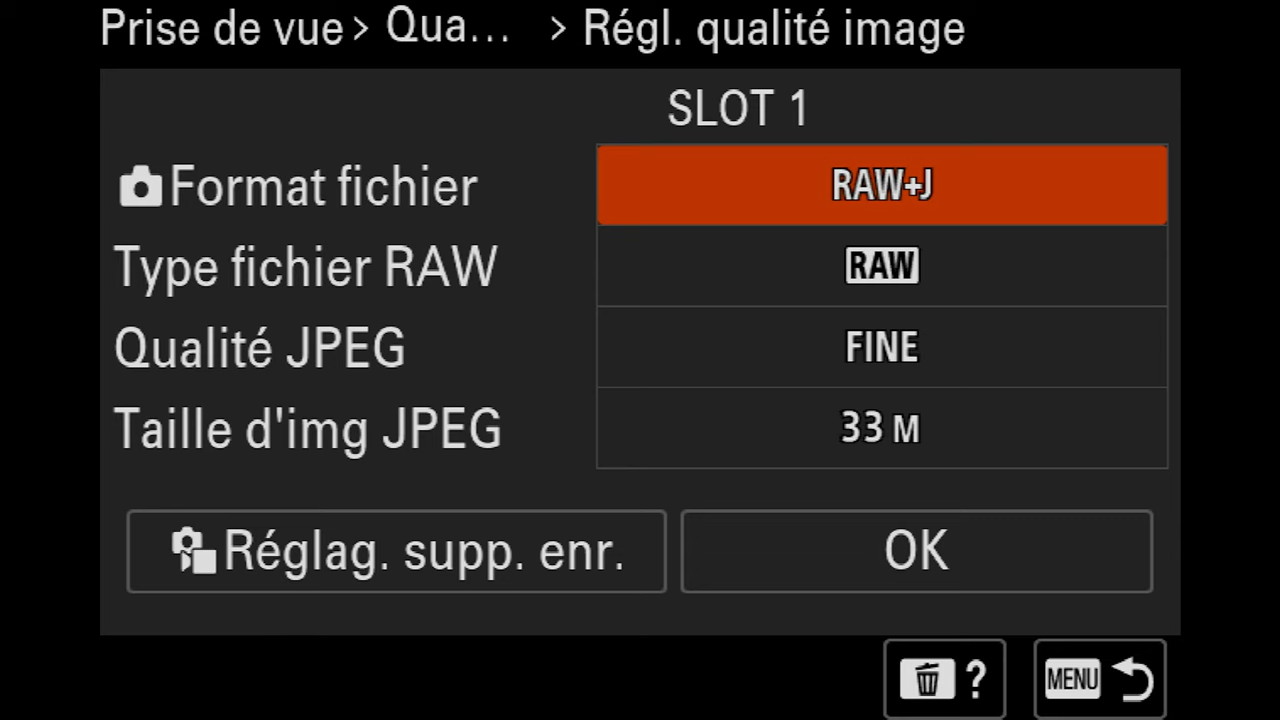 Prise de vue > Qua... > Régl. qualité image
SLOT 1
Format fichier RAW+J
Type fichier RAW RAW
Qualité JPEG FINE
Taille d'img JPEG 33 M
Réglag. supp. enr. OK
? MENU